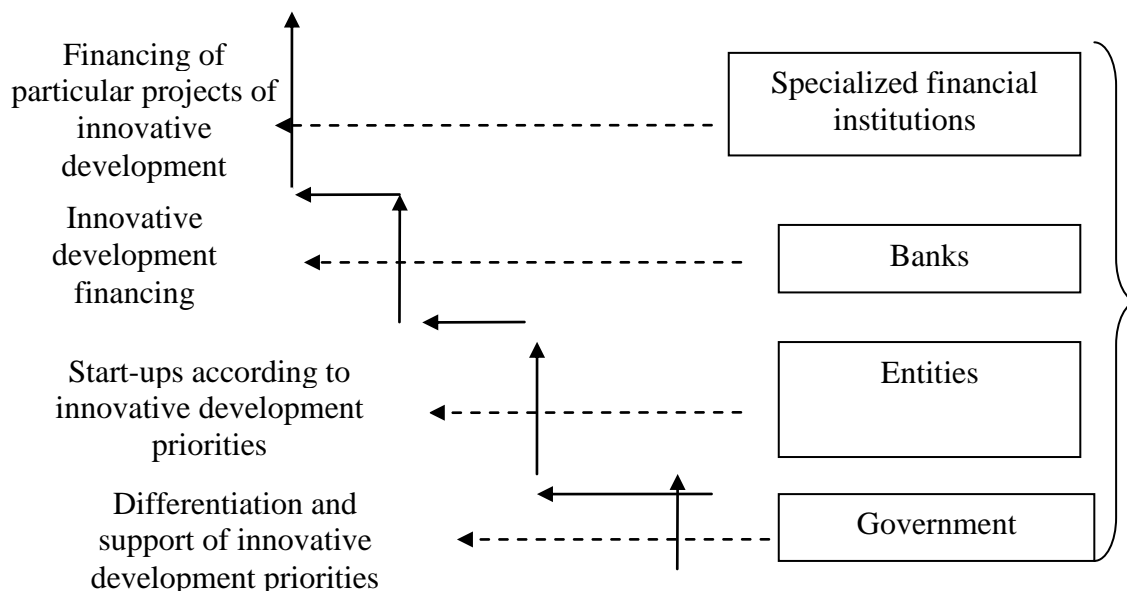 Financing of
particular projects of
innovative
development
Specialized financial
institutions
Innovative
development
financing
Banks
Start-ups according to
innovative development
priorities
Entities
Differentiation and
support of innovative
development priorities
Government